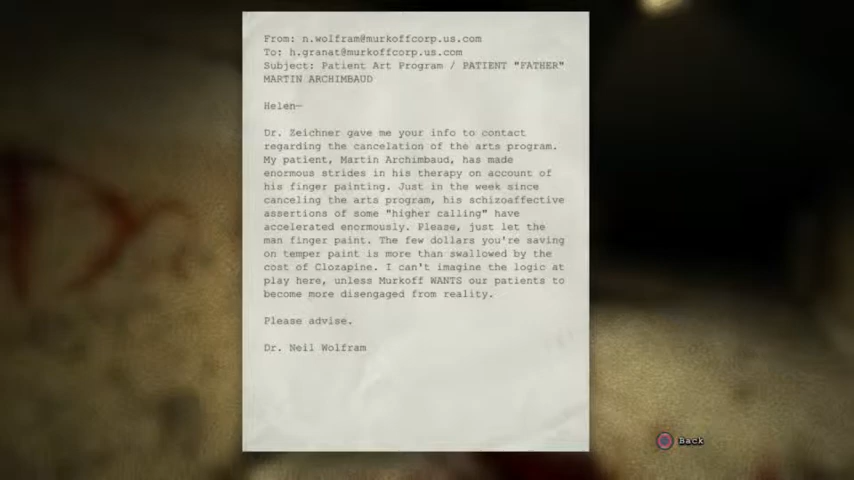 From: n.wolfram@murkoffcorp.us.com
To: h.granat@murkoffcorp.us.com
Subject: Patient Art Program / PATIENT "FATHER"
MARTIN ARCHIMBAUD
Helen—
Dr. Zeichner gave me your info to contact
regarding the cancelation of the arts program.
My patient, Martin Archimbaud, has made
enormous strides in his therapy on account of
his finger painting. Just in the week since
canceling the arts program, his schizoaffective
assertions of some "higher calling" have
accelerated enormously. Please, just let the
man finger paint. The few dollars you're saving
on temper paint is more than swallowed by the
cost of Clozapine. I can't imagine the logic at
play here, unless Murkoff WANTS our patients to
become more disengaged from reality.
Please advise.
Dr. Neil Wolfram
Back